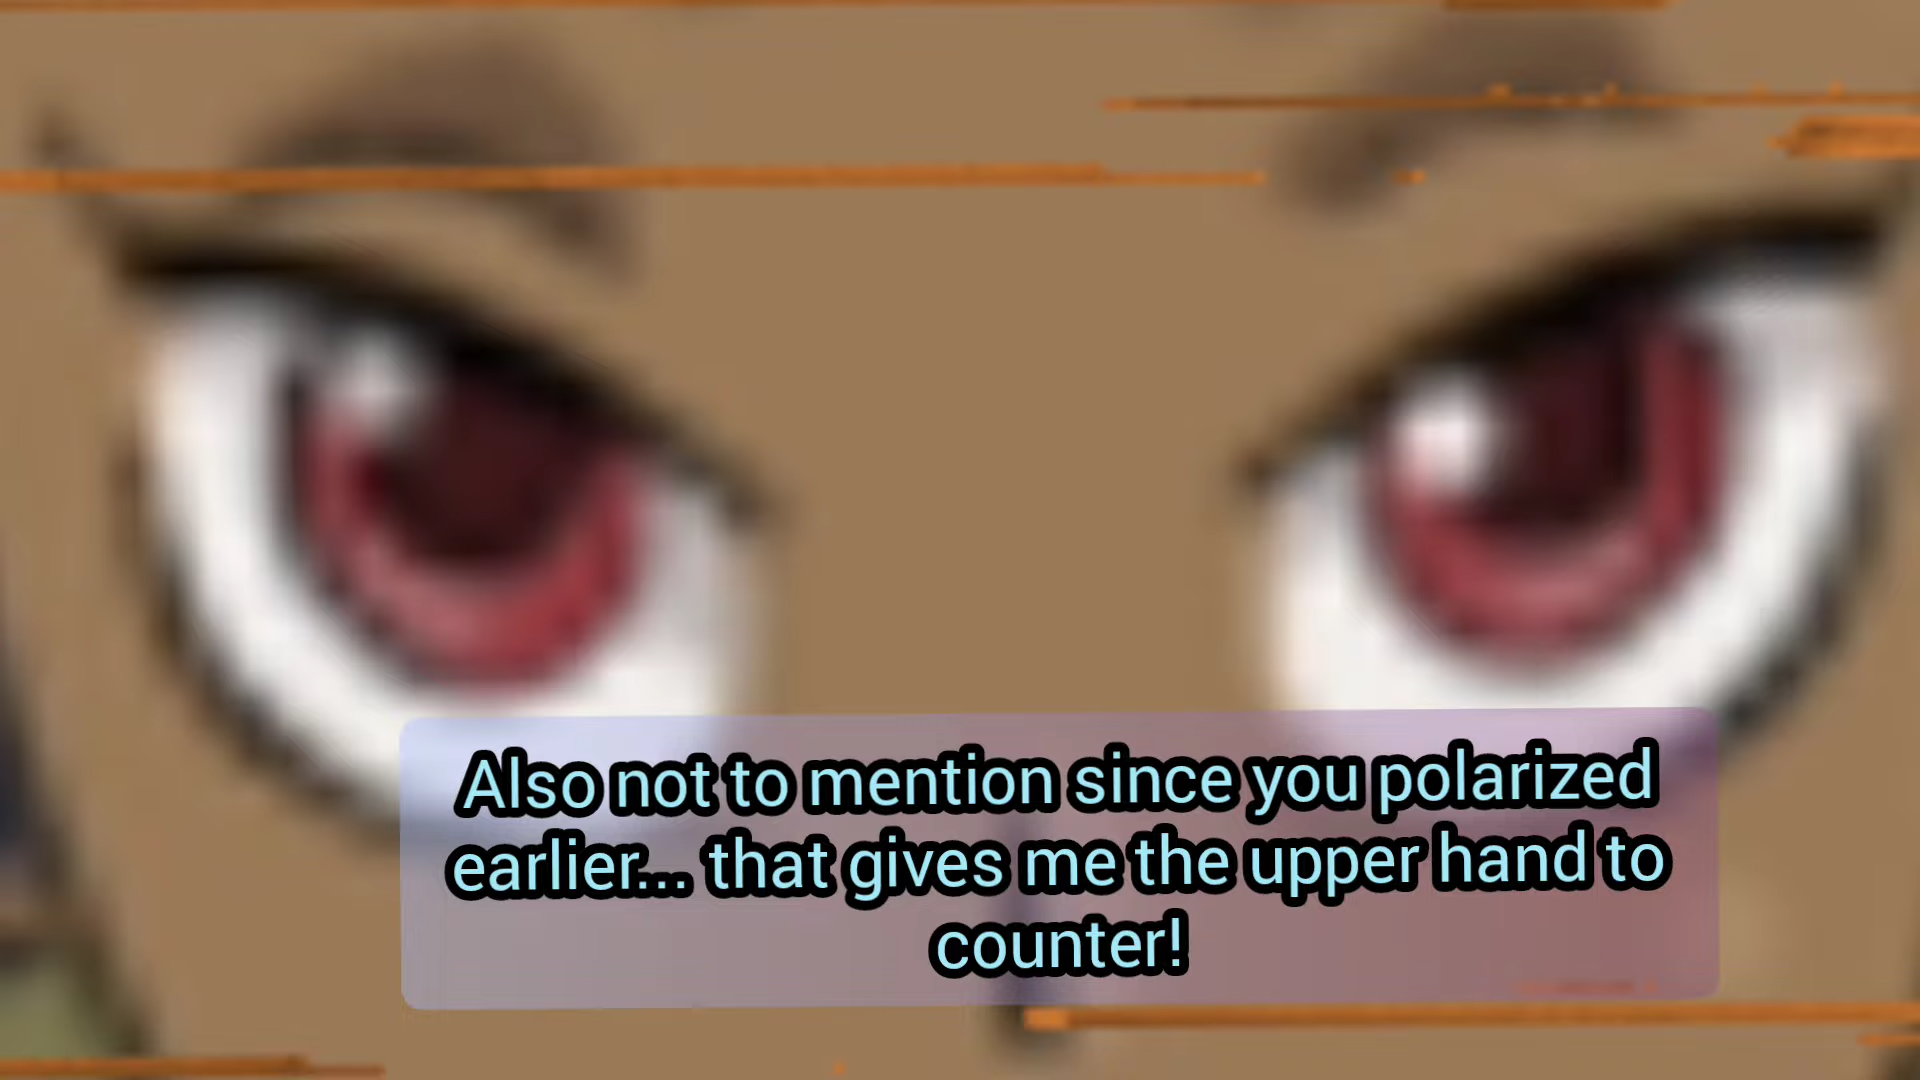 Also not to mention since you polarized
earlier... that gives me the upper hand to
counter!